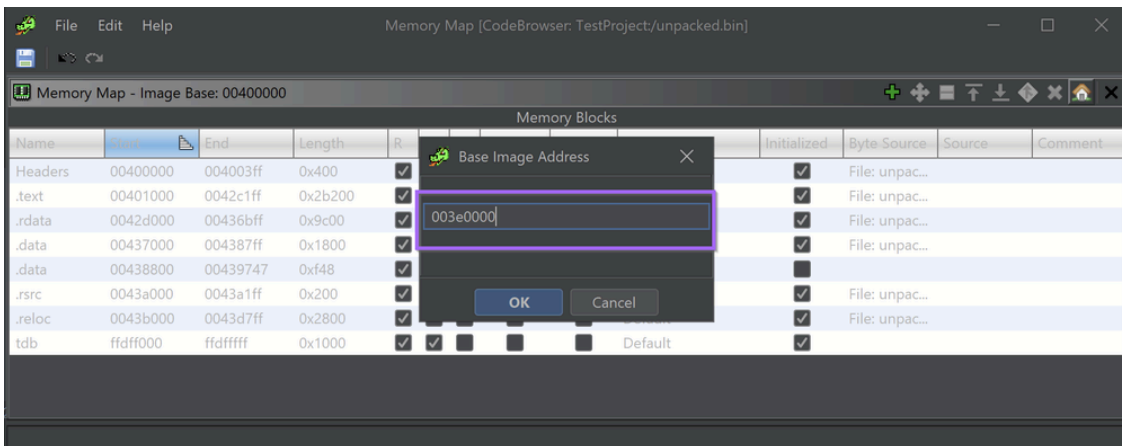 File Edit Help Memory Map [CodeBrowser: TestProject:/unpacked.bin]
Memory Map - Image Base: 00400000
Memory Blocks
Name Start End Length R Initialized Byte Source Source Comment
Headers 00400000 004003ff 0x400 File: unpac...
.text 00401000 0042c1ff 0x2b200 File: unpac...
.rdata 0042d000 00436bff 0x9c00 File: unpac...
.data 00437000 004387ff 0x1800 File: unpac...
.data 00438800 00439747 0xf48
.rsrc 0043a000 0043a1ff 0x200 File: unpac...
.reloc 0043b000 0043d7ff 0x2800 File: unpac...
tdb ffdff000 ffdfffff 0x1000 Default
Base Image Address
003e0000
OK Cancel